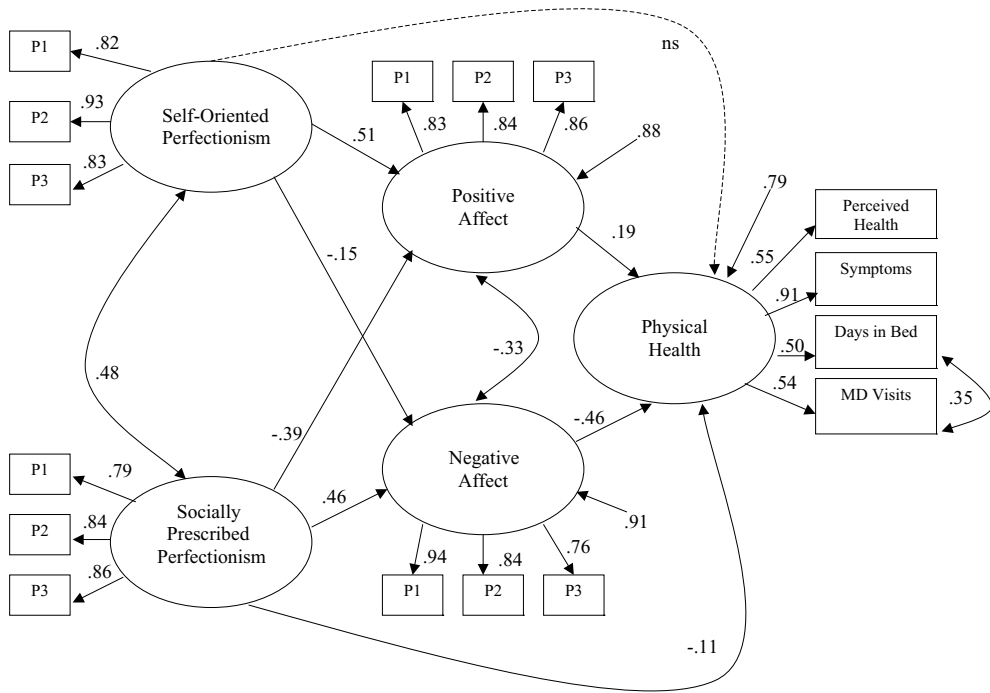 P1
.82
P2
.93
P3
.83
Self-Oriented
Perfectionism
ns
P1
P2
P3
.83
.84
.86
.88
.51
Positive
Affect
-.15
.19
.79
Perceived
Health
.55
Symptoms
.91
Physical
Health
Days in Bed
.50
MD Visits
.54
.35
.48
-.33
-.39
-.46
P1
.79
P2
.84
P3
.86
Socially
Prescribed
Perfectionism
.46
Negative
Affect
.91
.94
.84
.76
P1
P2
P3
-.11